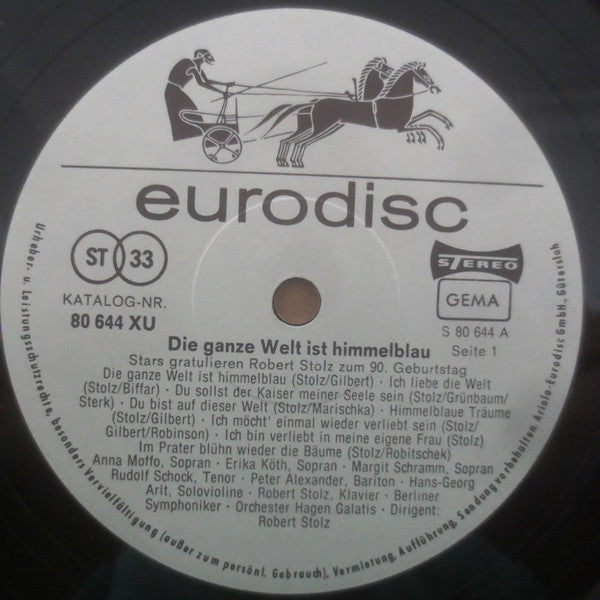 eurodisc
ST 33
STEREO
KATALOG-NR.
GEMA
80 644 XU
S 80 644 A
Die ganze Welt ist himmelblau
Seite 1
Stars gratulieren Robert Stolz zum 90. Geburtstag
Die ganze Welt ist himmelblau (Stolz/Gilbert) · Ich liebe die Welt
(Stolz/Biffar) · Du sollst der Kaiser meiner Seele sein (Stolz/Grünbaum/
Sterk) · Du bist auf dieser Welt (Stolz/Marischka) · Himmelblaue Träume
(Stolz/Gilbert) · Ich möcht' einmal wieder verliebt sein (Stolz/
Gilbert/Robinson) · Ich bin verliebt in meine eigene Frau (Stolz)
Im Prater blühn wieder die Bäume (Stolz/Robitschek)
Anna Moffo, Sopran · Erika Köth, Sopran · Margit Schramm, Sopran
Rudolf Schock, Tenor · Peter Alexander, Bariton · Hans-Georg
Arlt, Solovioline · Robert Stolz, Klavier · Berliner
Symphoniker · Orchester Hagen Galatis · Dirigent:
Robert Stolz
Urheber- u. Leistungsschutzrechte, besonders Vervielfältigung (außer zum persönl. Gebrauch), Vermietung, Aufführung, Sendung vorbehalten. Ariola-Eurodisc GmbH., Gütersloh